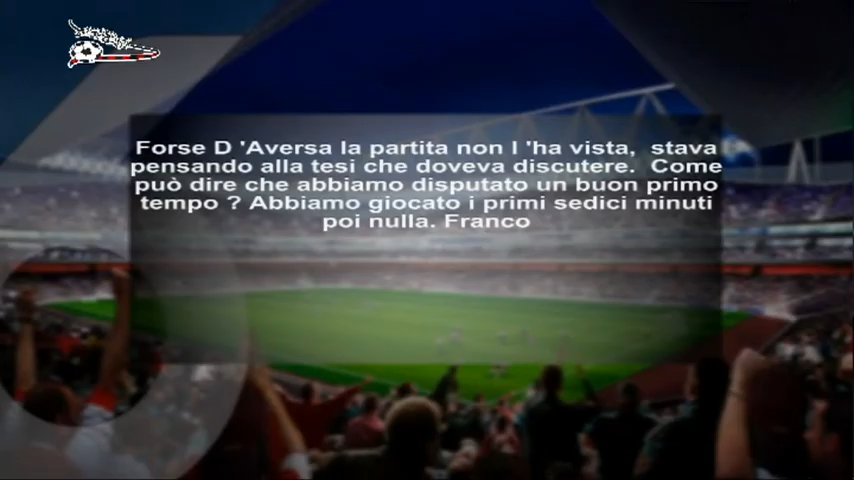 Forse D 'Aversa la partita non l 'ha vista,  stava
pensando alla tesi che doveva discutere.  Come
può dire che abbiamo disputato un buon primo
tempo ? Abbiamo giocato i primi sedici minuti
poi nulla. Franco